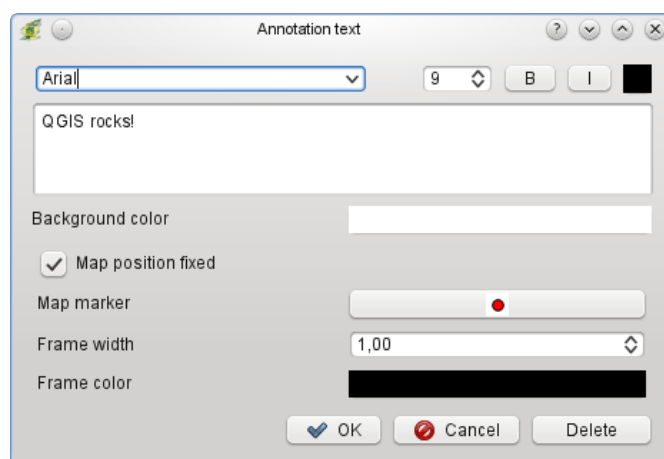 Annotation text
Arial 9 B I
QGIS rocks!
Background color
Map position fixed
Map marker
Frame width 1,00
Frame color
OK Cancel Delete